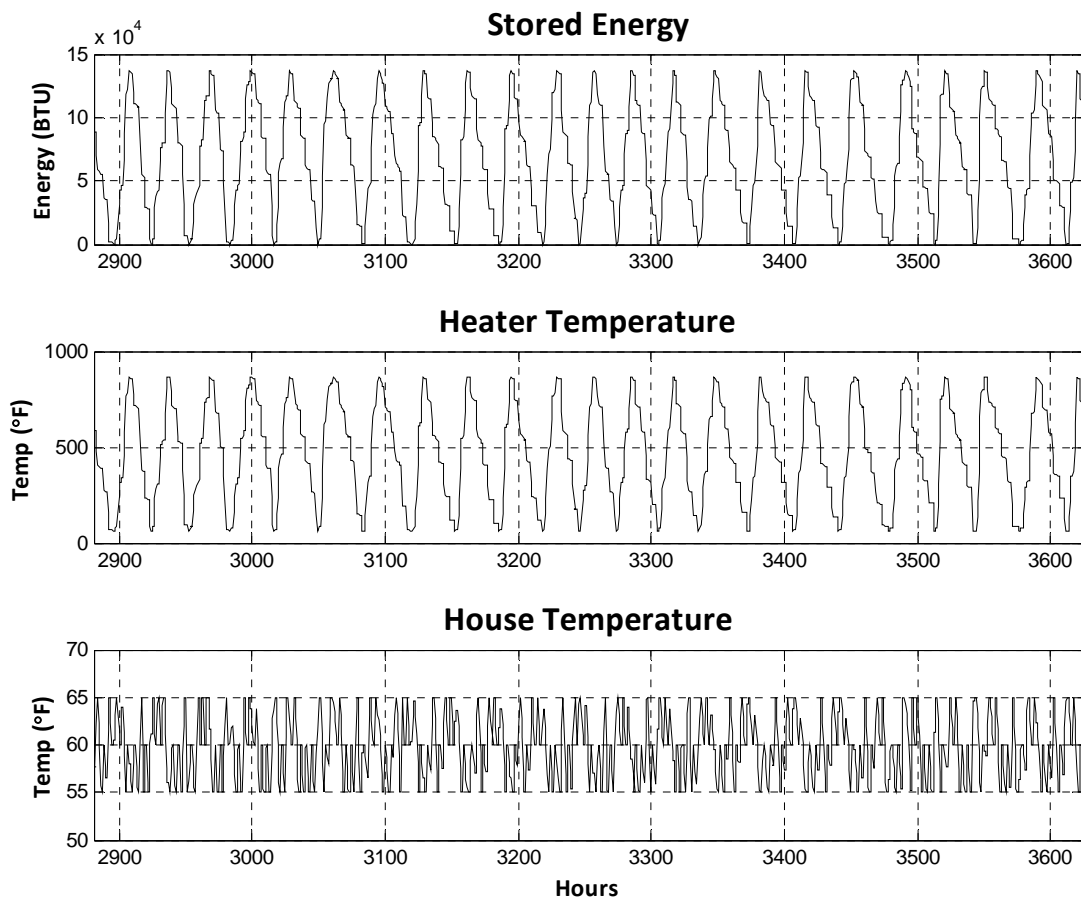 Stored Energy
x 10⁴
15
10
5
0
Energy (BTU)
2900 3000 3100 3200 3300 3400 3500 3600
Heater Temperature
1000
500
0
Temp (°F)
2900 3000 3100 3200 3300 3400 3500 3600
House Temperature
70
65
60
55
50
Temp (°F)
2900 3000 3100 3200 3300 3400 3500 3600
Hours